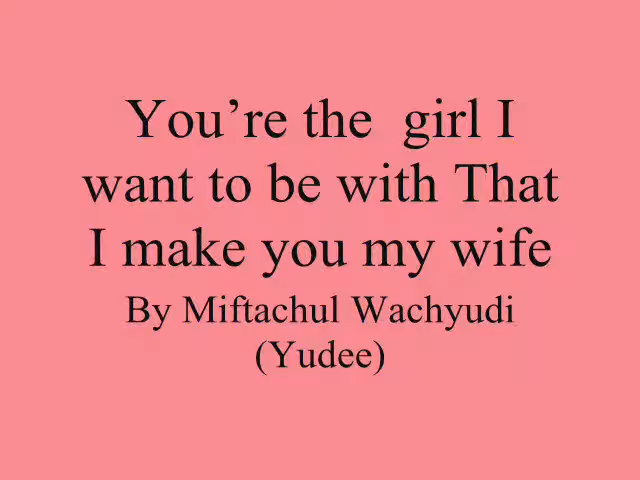 You’re the  girl I
want to be with That
I make you my wife
By Miftachul Wachyudi
(Yudee)